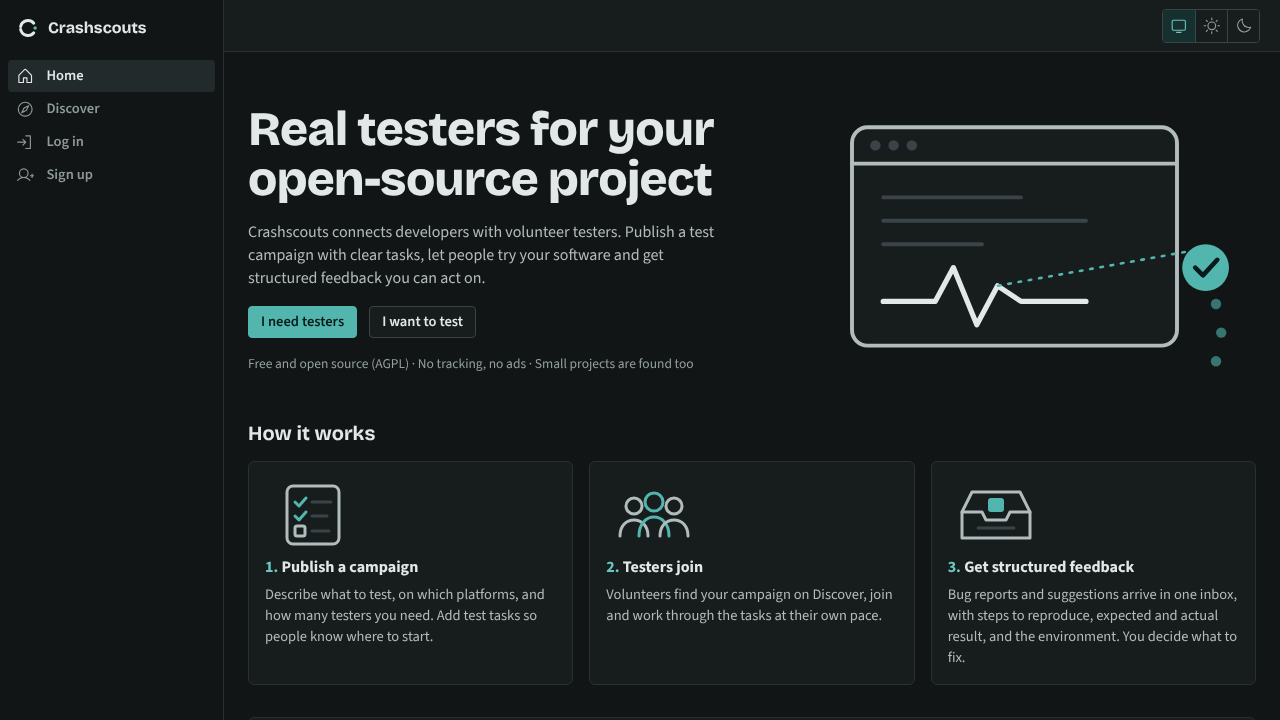 Crashscouts
Home
Discover
Log in
Sign up
Real testers for your
open-source project
Crashscouts connects developers with volunteer testers. Publish a test
campaign with clear tasks, let people try your software and get
structured feedback you can act on.
I need testers
I want to test
Free and open source (AGPL) · No tracking, no ads · Small projects are found too
How it works
1. Publish a campaign
Describe what to test, on which platforms, and
how many testers you need. Add test tasks so
people know where to start.
2. Testers join
Volunteers find your campaign on Discover, join
and work through the tasks at their own pace.
3. Get structured feedback
Bug reports and suggestions arrive in one inbox,
with steps to reproduce, expected and actual
result, and the environment. You decide what to
fix.